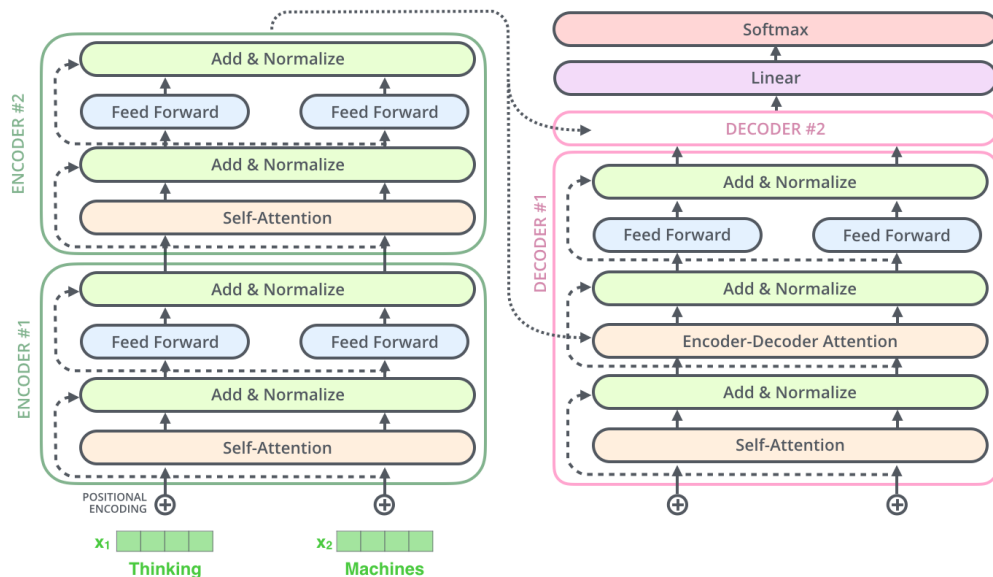 ENCODER #2
Add & Normalize
Feed Forward
Feed Forward
Add & Normalize
Self-Attention
ENCODER #1
Add & Normalize
Feed Forward
Feed Forward
Add & Normalize
Self-Attention
POSITIONAL
ENCODING
x₁
x₂
Thinking
Machines
Softmax
Linear
DECODER #2
DECODER #1
Add & Normalize
Feed Forward
Feed Forward
Add & Normalize
Encoder-Decoder Attention
Add & Normalize
Self-Attention